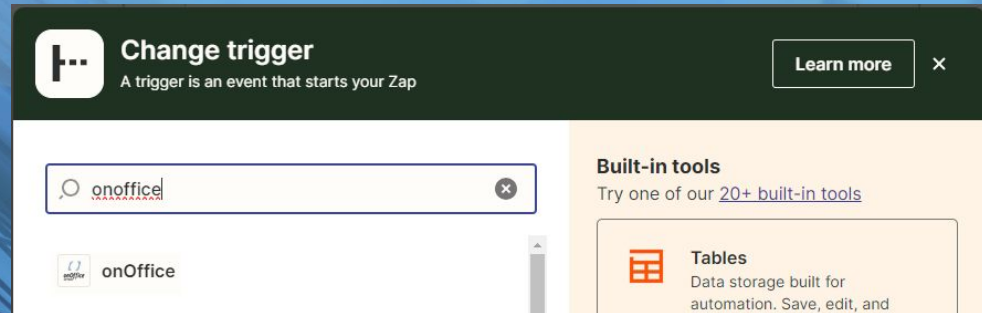 Change trigger
A trigger is an event that starts your Zap
Learn more
onoffice
onOffice
onOffice
Built-in tools
Try one of our 20+ built-in tools
Tables
Data storage built for
automation. Save, edit, and